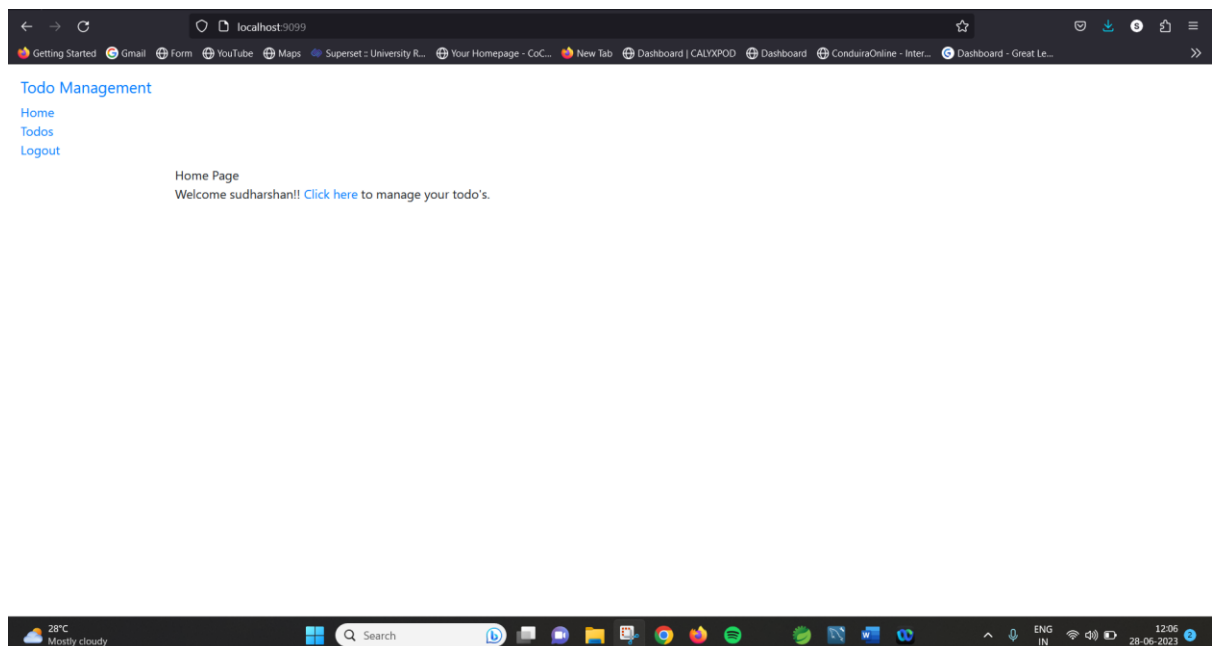 localhost:9099
Getting Started Gmail Form YouTube Maps Superset :: University R... Your Homepage - CoC... New Tab Dashboard | CALYXPOD Dashboard ConduiraOnline - Inter... Dashboard - Great Le...
Todo Management
Home
Todos
Logout
Home Page
Welcome sudharshan!! Click here to manage your todo's.
28°C
Mostly cloudy
Search
ENG
IN
12:06
28-06-2023
2